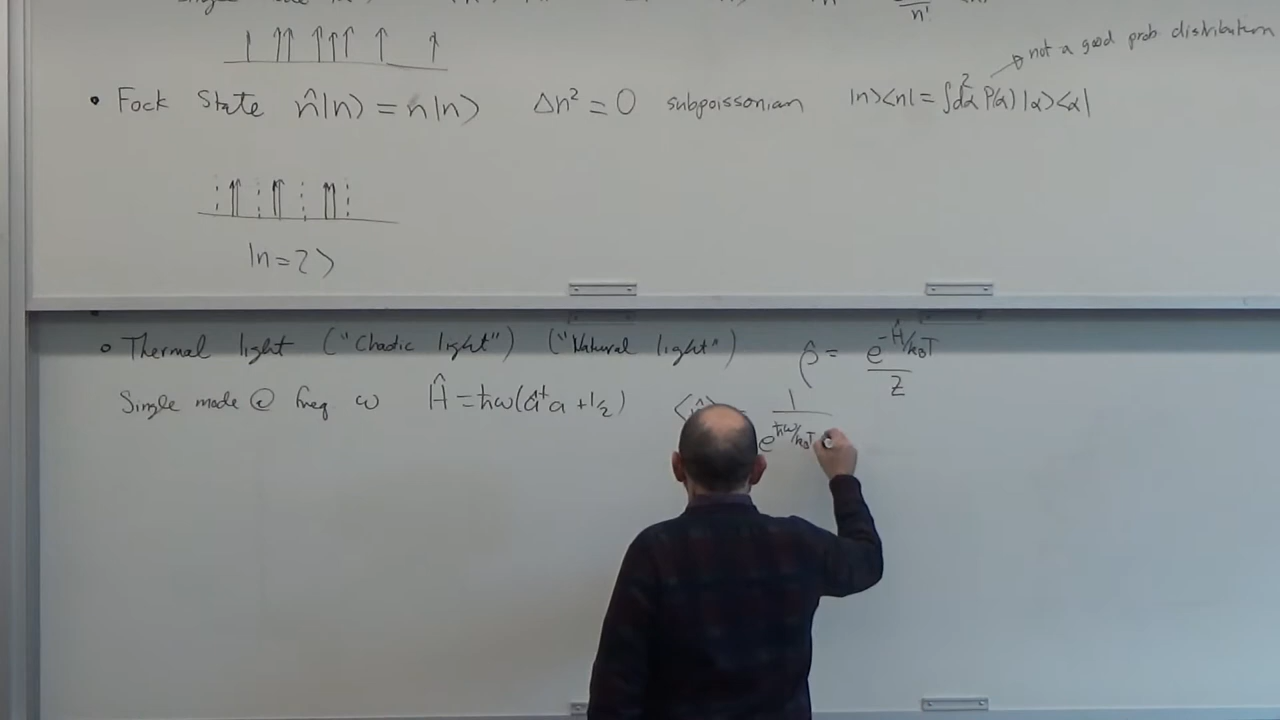 n!
not a good prob distribution
• Fock State n̂|n⟩ = n|n⟩ Δn² = 0 subpoissonian |n⟩⟨n| = ∫d²α P(α) |α⟩⟨α|
|n=2⟩
• Thermal light ("Chaotic light") ("Natural light") ρ̂ = e^{-Ĥ/k_BT} / Z
Single mode @ freq ω Ĥ = ħω(â†a + 1/2) ⟨n̂⟩ = 1 / e^{ħω/k_BT}